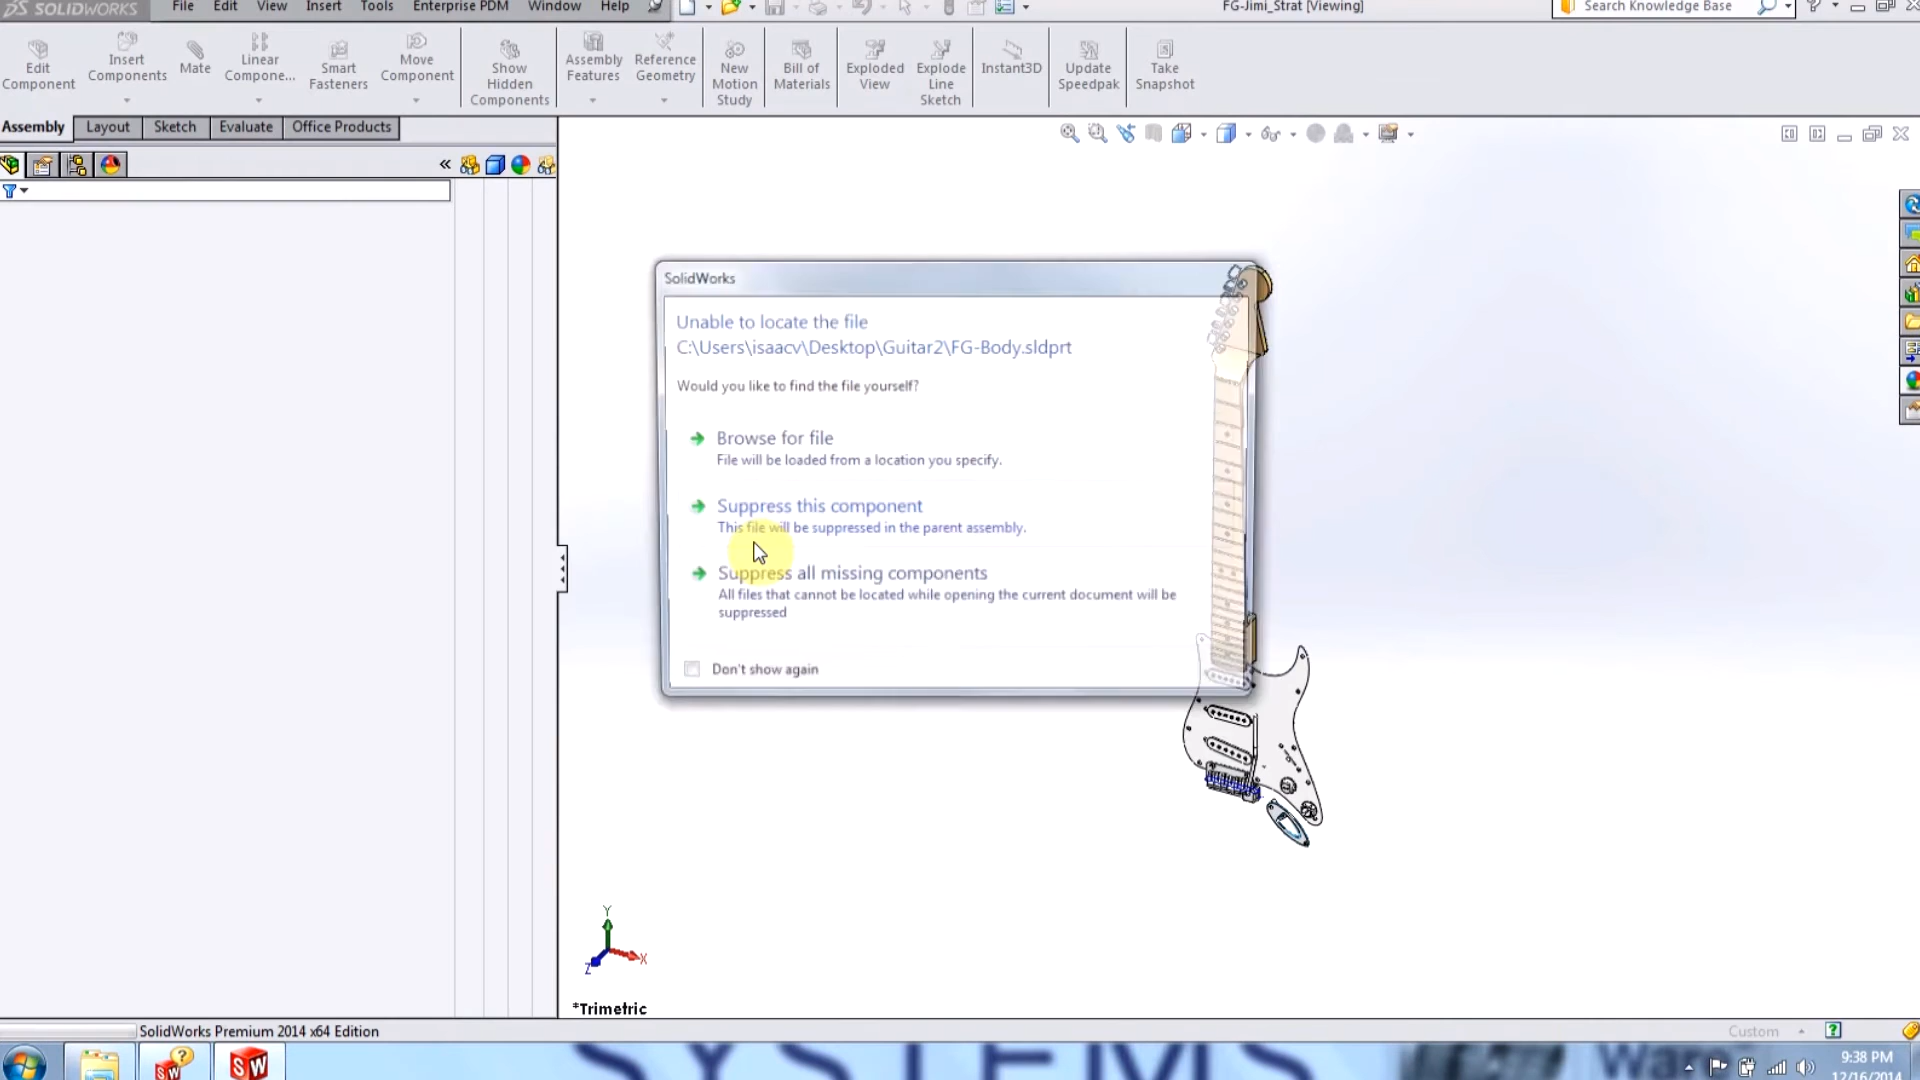 SOLIDWORKS
File Edit View Insert Tools Enterprise PDM Window Help
FG-Jimi_Strat [Viewing]
Search Knowledge Base
Edit Component
Insert Components
Mate
Linear Compone...
Smart Fasteners
Move Component
Show Hidden Components
Assembly Features
Reference Geometry
New Motion Study
Bill of Materials
Exploded View
Explode Line Sketch
Instant3D
Update Speedpak
Take Snapshot
Assembly Layout Sketch Evaluate Office Products
SolidWorks
Unable to locate the file
C:\Users\isaacv\Desktop\Guitar2\FG-Body.sldprt
Would you like to find the file yourself?
Browse for file
File will be loaded from a location you specify.
Suppress this component
This file will be suppressed in the parent assembly.
Suppress all missing components
All files that cannot be located while opening the current document will be
suppressed
Don't show again
Y
X
Z
*Trimetric
SolidWorks Premium 2014 x64 Edition
Custom
SYSTEMS
9:38 PM
12/16/2014